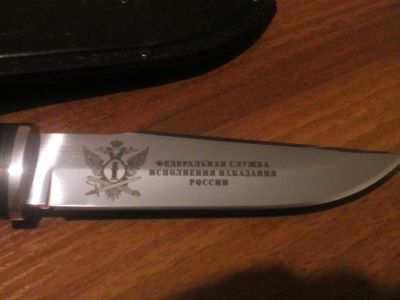 ФЕДЕРАЛЬНАЯ СЛУЖБА
ИСПОЛНЕНИЯ НАКАЗАНИЯ
РОССИИ